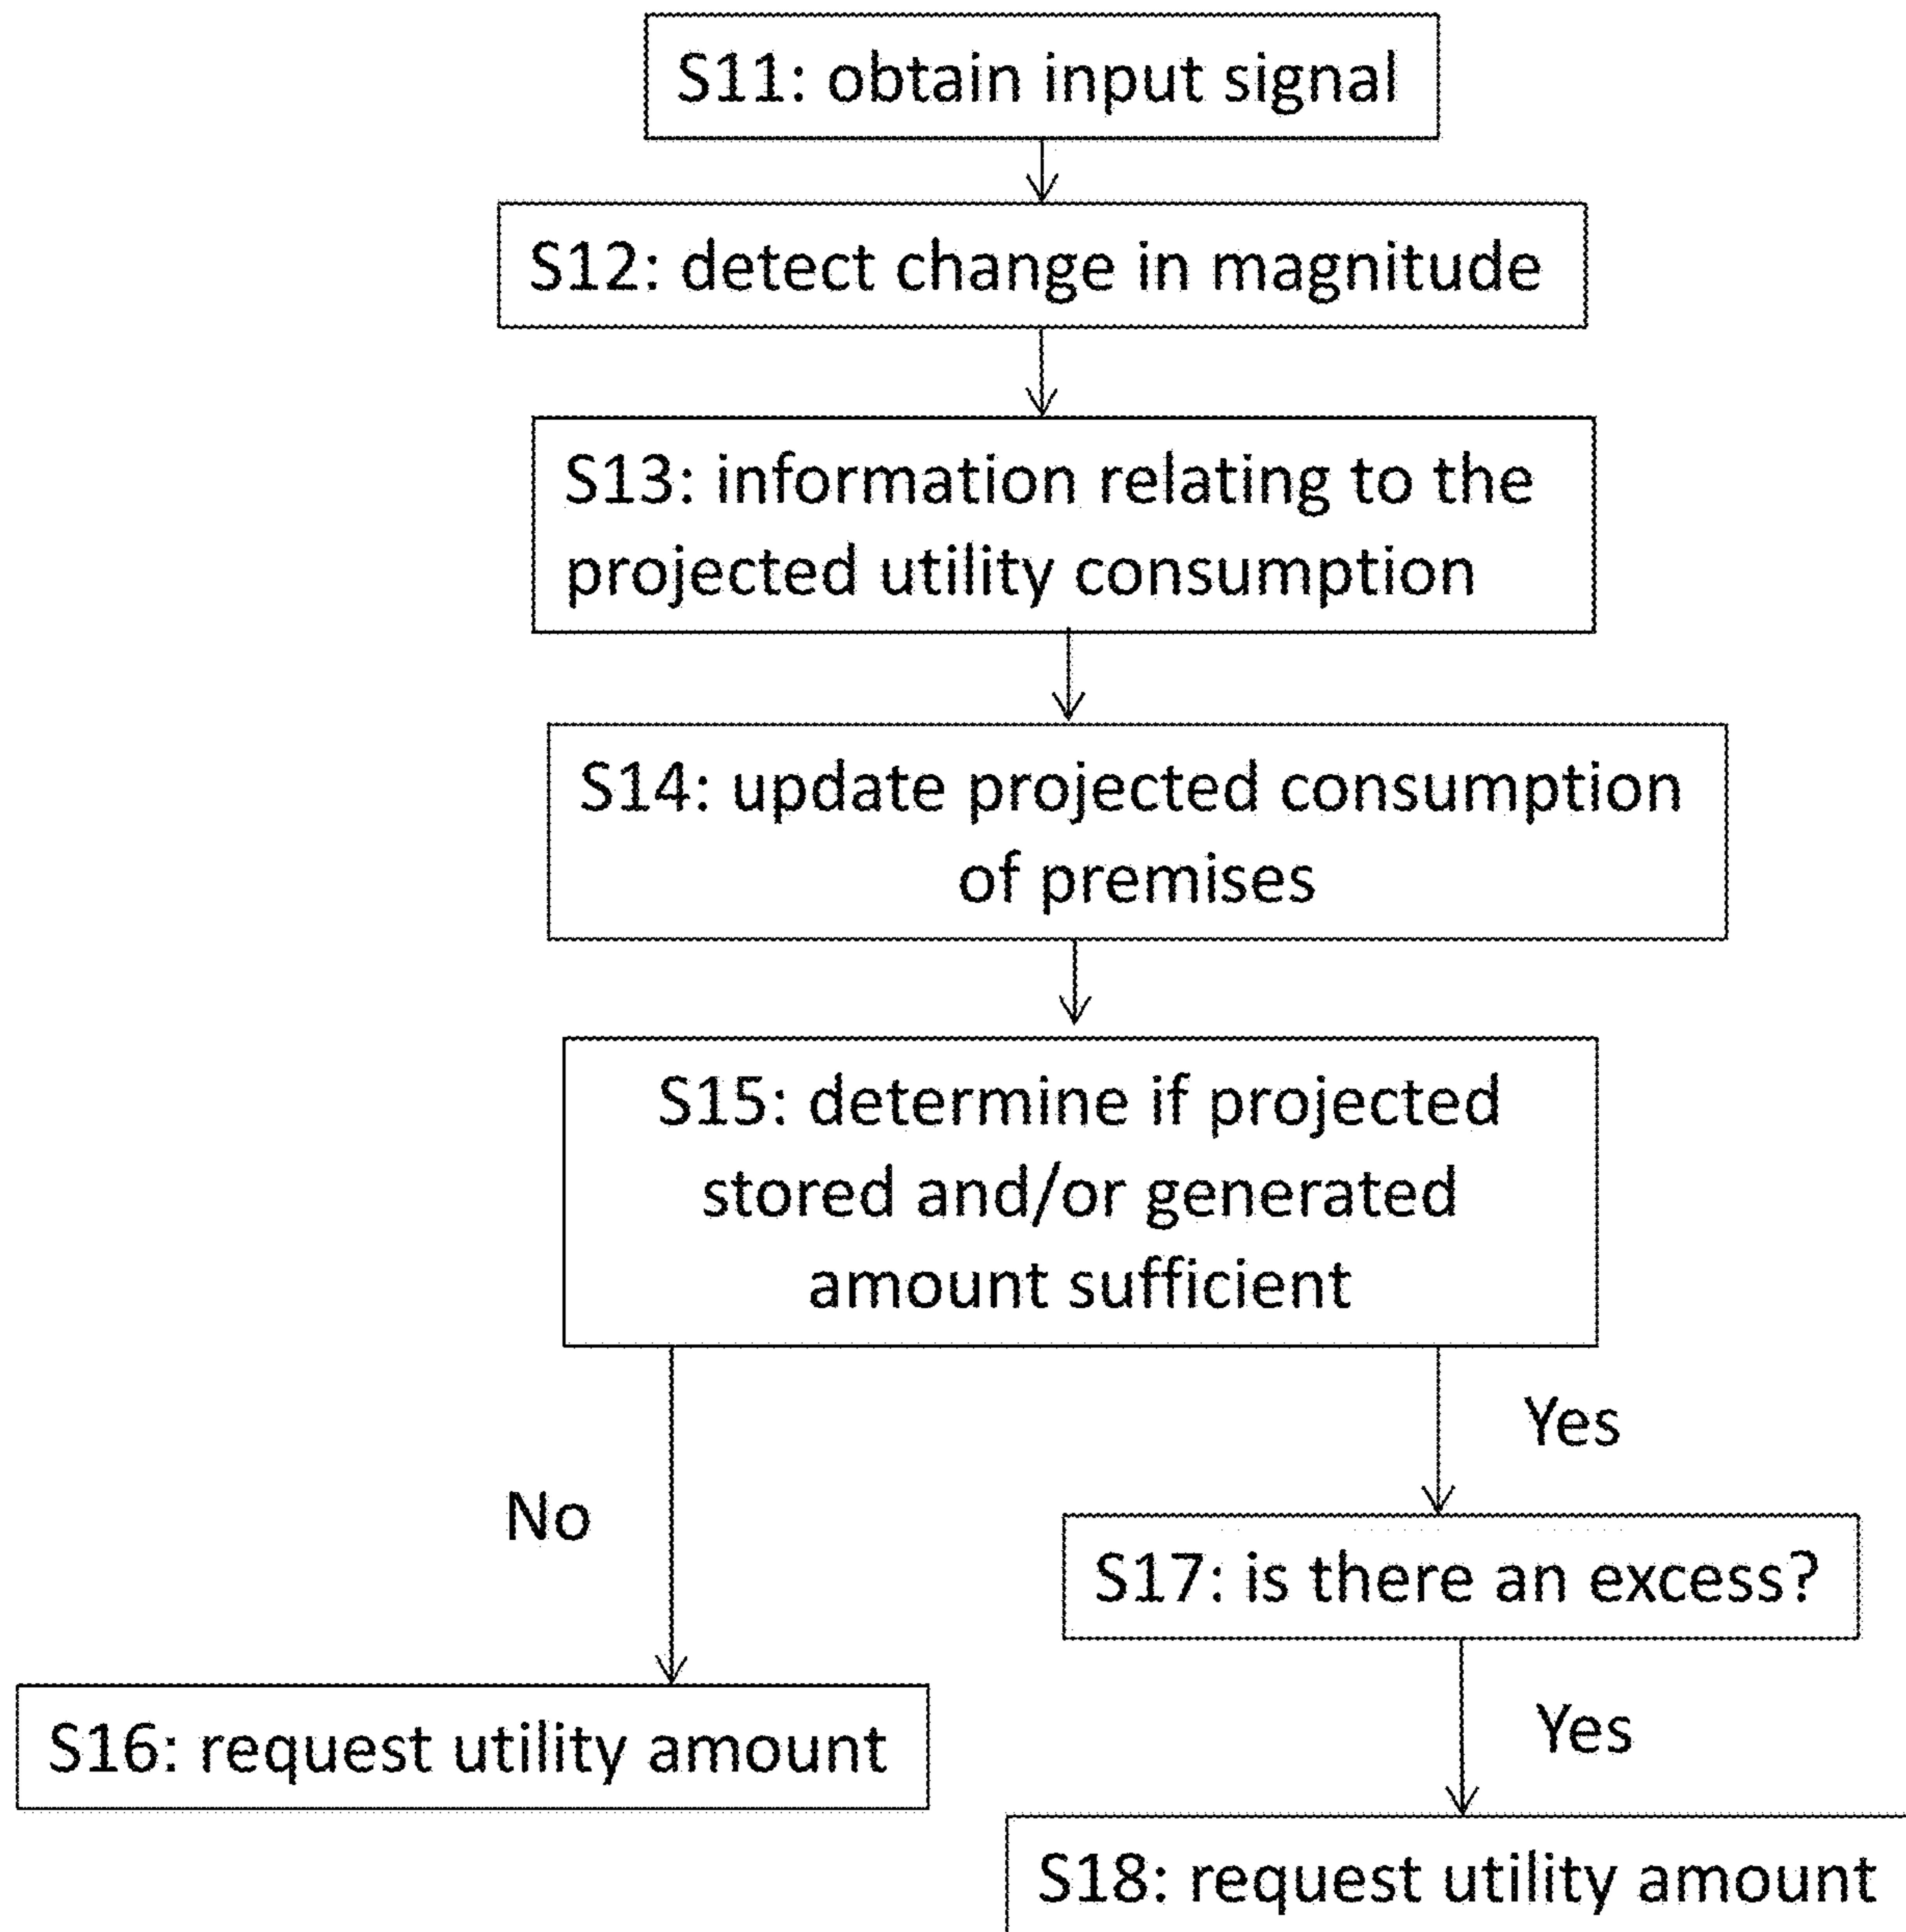 S11: obtain input signal
S12: detect change in magnitude
S13: information relating to the
projected utility consumption
S14: update projected consumption
of premises
S15: determine if projected
stored and/or generated
amount sufficient
Yes
No
S17: is there an excess?
S16: request utility amount
Yes
S18: request utility amount